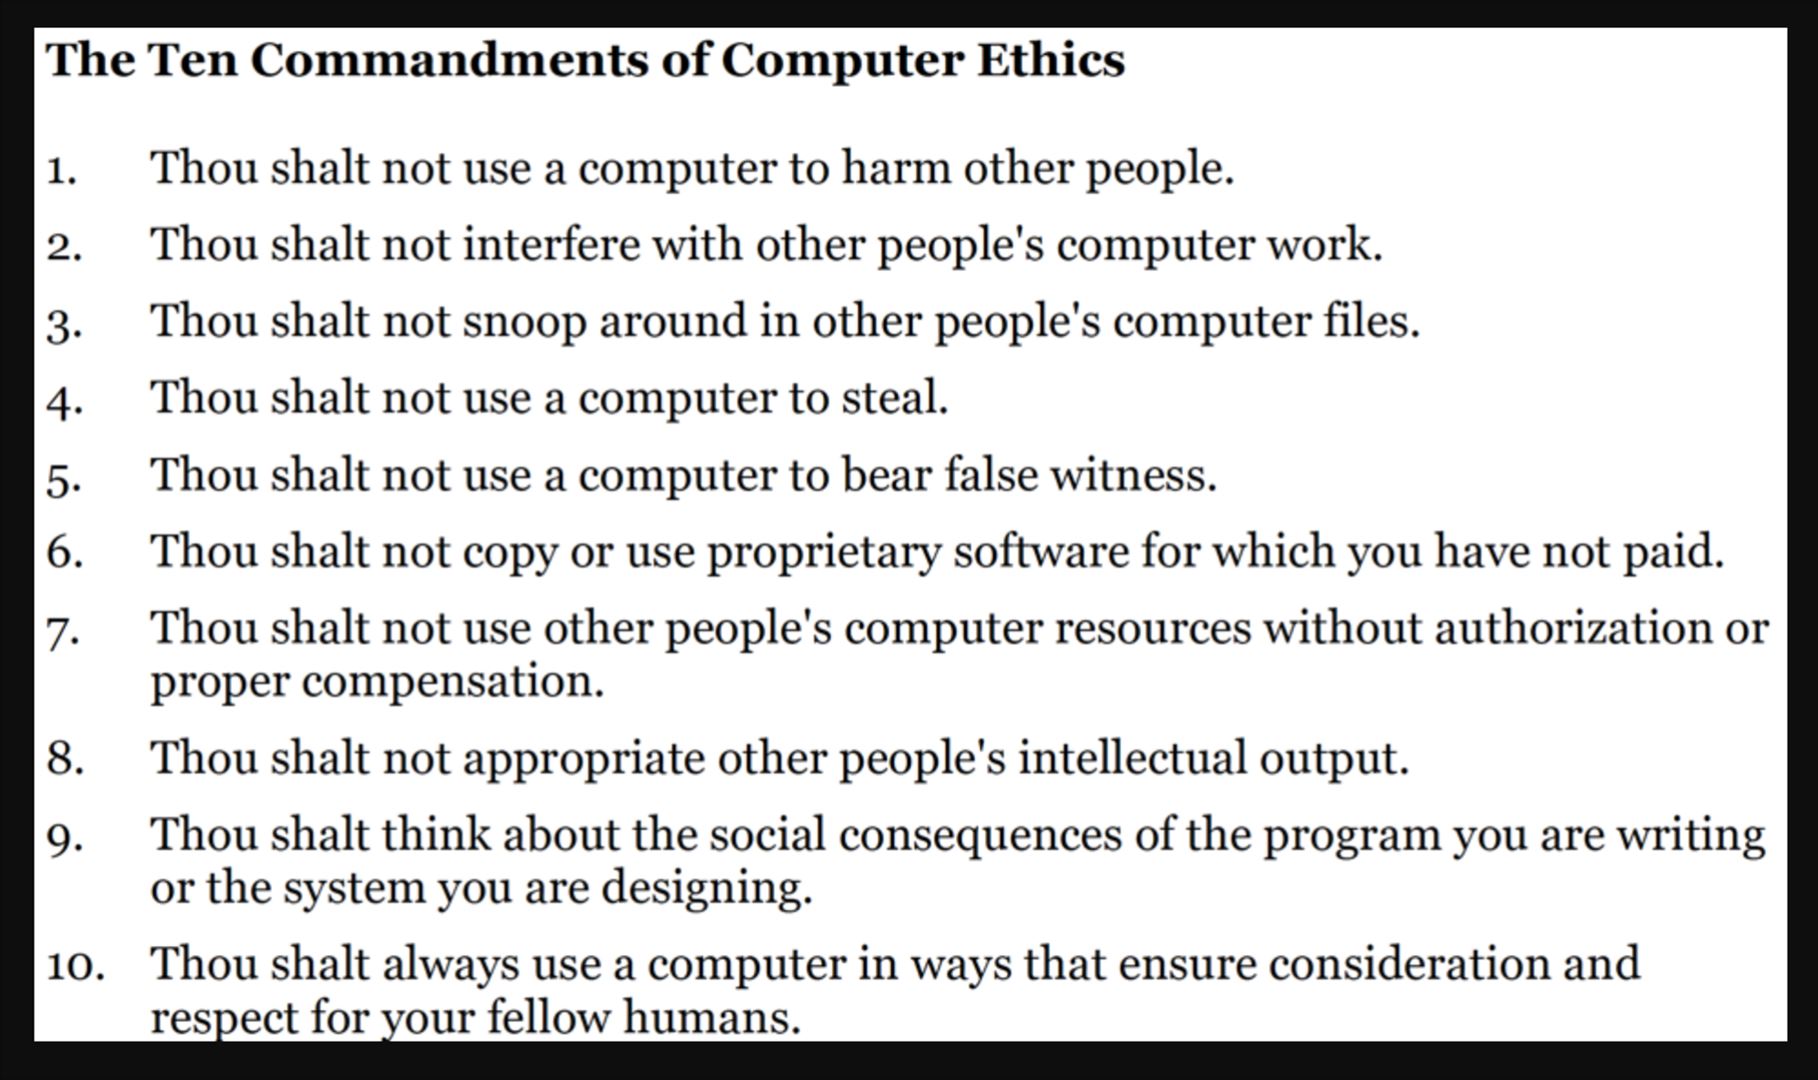 The Ten Commandments of Computer Ethics
1. Thou shalt not use a computer to harm other people.
2. Thou shalt not interfere with other people's computer work.
3. Thou shalt not snoop around in other people's computer files.
4. Thou shalt not use a computer to steal.
5. Thou shalt not use a computer to bear false witness.
6. Thou shalt not copy or use proprietary software for which you have not paid.
7. Thou shalt not use other people's computer resources without authorization or
proper compensation.
8. Thou shalt not appropriate other people's intellectual output.
9. Thou shalt think about the social consequences of the program you are writing
or the system you are designing.
10. Thou shalt always use a computer in ways that ensure consideration and
respect for your fellow humans.